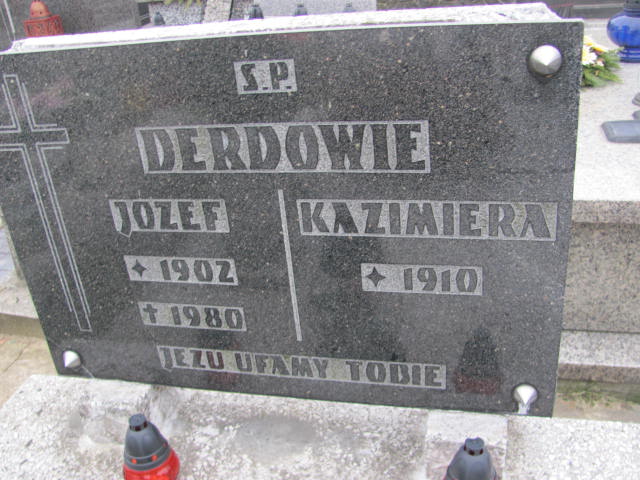 S.P.
DERDOWIE
JOZEF KAZIMIERA
✦ 1902 ✦ 1910
† 1980
JEZU UFAMY TOBIE